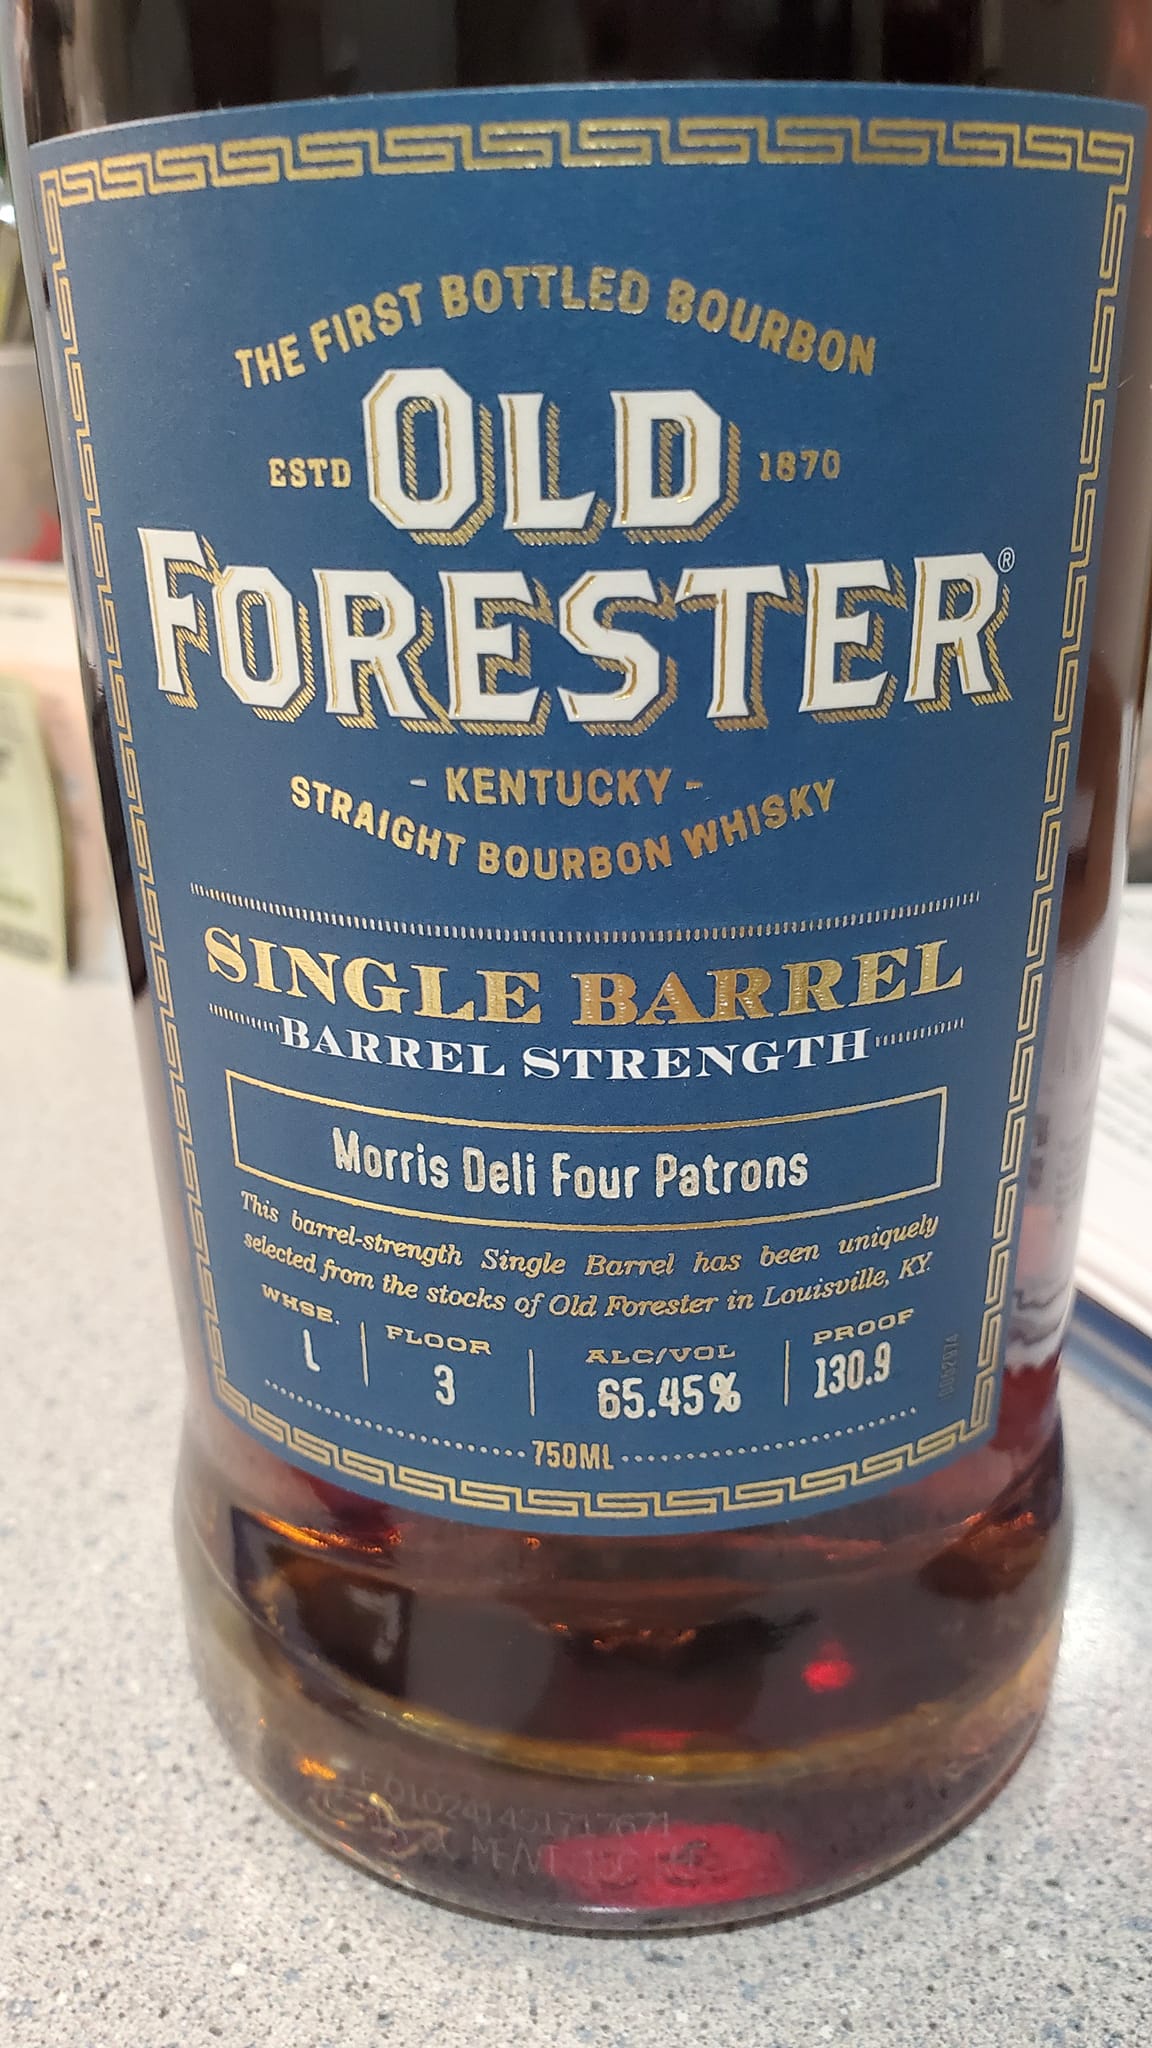 THE FIRST BOTTLED BOURBON
ESTD OLD 1870
FORESTER®
- KENTUCKY -
STRAIGHT BOURBON WHISKY
SINGLE BARREL
BARREL STRENGTH
Morris Deli Four Patrons
This barrel-strength Single Barrel has been uniquely
selected from the stocks of Old Forester in Louisville, KY.
WHSE. FLOOR ALC/VOL PROOF
L 3 65.45% 130.9
750ML